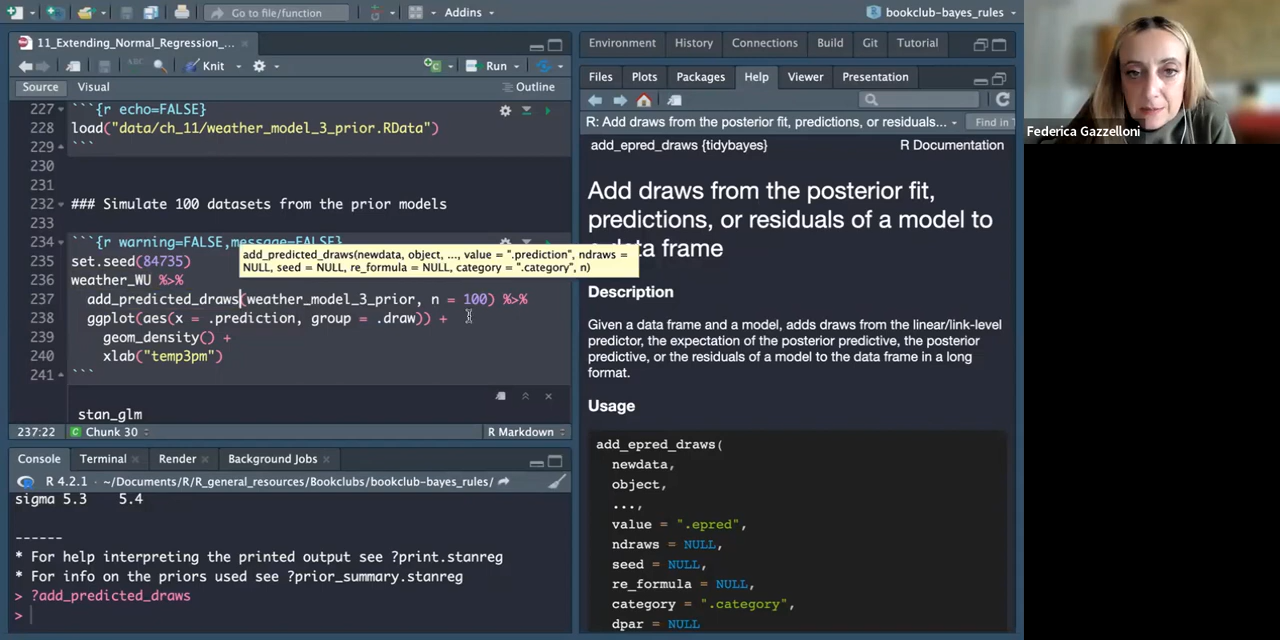 Go to file/function
Addins
bookclub-bayes_rules
11_Extending_Normal_Regression_...
Knit
Run
Source
Visual
Outline
227 ```{r echo=FALSE}
228 load("data/ch_11/weather_model_3_prior.RData")
229 ```
230
231
232 ### Simulate 100 datasets from the prior models
233
234 ```{r warning=FALSE,message=FALSE}
235 set.seed(84735)
add_predicted_draws(newdata, object, ..., value = ".prediction", ndraws =
NULL, seed = NULL, re_formula = NULL, category = ".category", n)
236 weather_WU %>%
237 add_predicted_draws(weather_model_3_prior, n = 100) %>%
238 ggplot(aes(x = .prediction, group = .draw)) +
239 geom_density() +
240 xlab("temp3pm")
241 ```
stan_glm
237:22
Chunk 30
R Markdown
Console
Terminal
Render
Background Jobs
R 4.2.1 · ~/Documents/R/R_general_resources/Bookclubs/bookclub-bayes_rules/
sigma 5.3 5.4
------
* For help interpreting the printed output see ?print.stanreg
* For info on the priors used see ?prior_summary.stanreg
> ?add_predicted_draws
>
Environment
History
Connections
Build
Git
Tutorial
Files
Plots
Packages
Help
Viewer
Presentation
R: Add draws from the posterior fit, predictions, or residuals...
Find in T
add_epred_draws {tidybayes}
R Documentation
Add draws from the posterior fit,
predictions, or residuals of a model to
a data frame
Description
Given a data frame and a model, adds draws from the linear/link-level
predictor, the expectation of the posterior predictive, the posterior
predictive, or the residuals of a model to the data frame in a long
format.
Usage
add_epred_draws(
newdata,
object,
...,
value = ".epred",
ndraws = NULL,
seed = NULL,
re_formula = NULL,
category = ".category",
dpar = NULL
Federica Gazzelloni